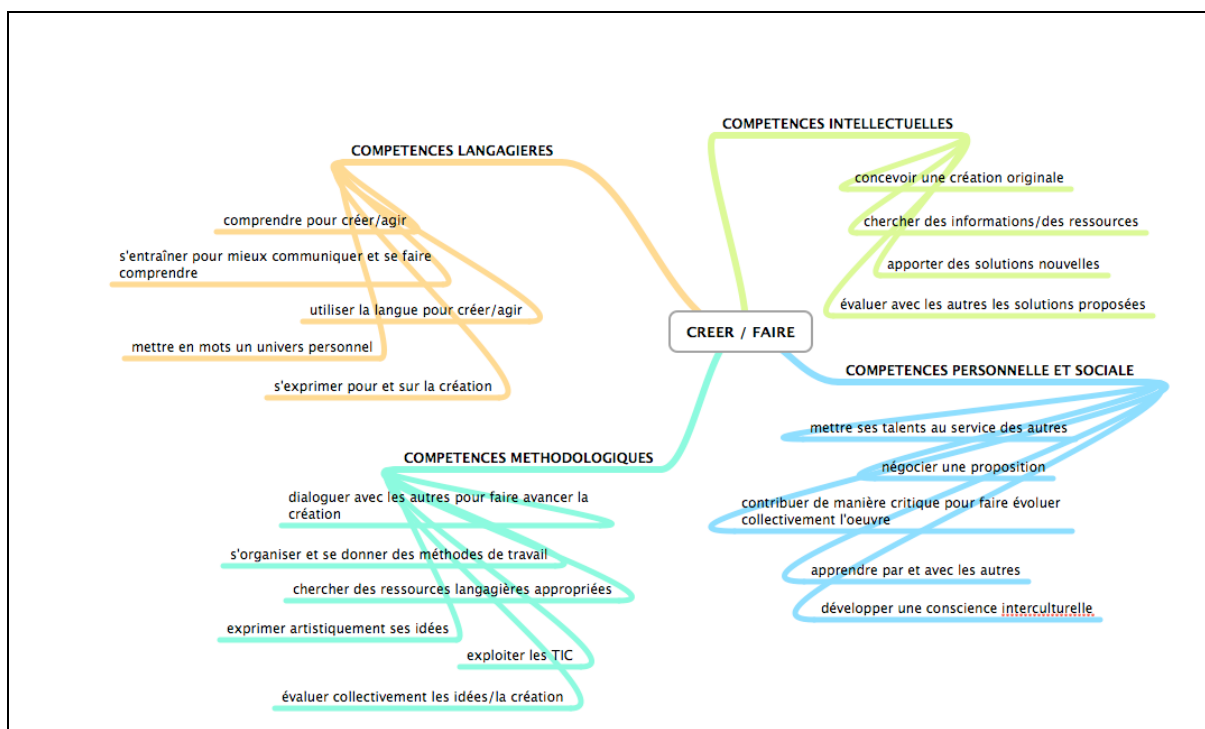 COMPETENCES LANGAGIERES
comprendre pour créer/agir
s'entraîner pour mieux communiquer et se faire
comprendre
utiliser la langue pour créer/agir
mettre en mots un univers personnel
s'exprimer pour et sur la création
COMPETENCES INTELLECTUELLES
concevoir une création originale
chercher des informations/des ressources
apporter des solutions nouvelles
évaluer avec les autres les solutions proposées
CREER / FAIRE
COMPETENCES METHODOLOGIQUES
dialoguer avec les autres pour faire avancer la
création
s'organiser et se donner des méthodes de travail
chercher des ressources langagières appropriées
exprimer artistiquement ses idées
exploiter les TIC
évaluer collectivement les idées/la création
COMPETENCES PERSONNELLE ET SOCIALE
mettre ses talents au service des autres
négocier une proposition
contribuer de manière critique pour faire évoluer
collectivement l'oeuvre
apprendre par et avec les autres
développer une conscience interculturelle